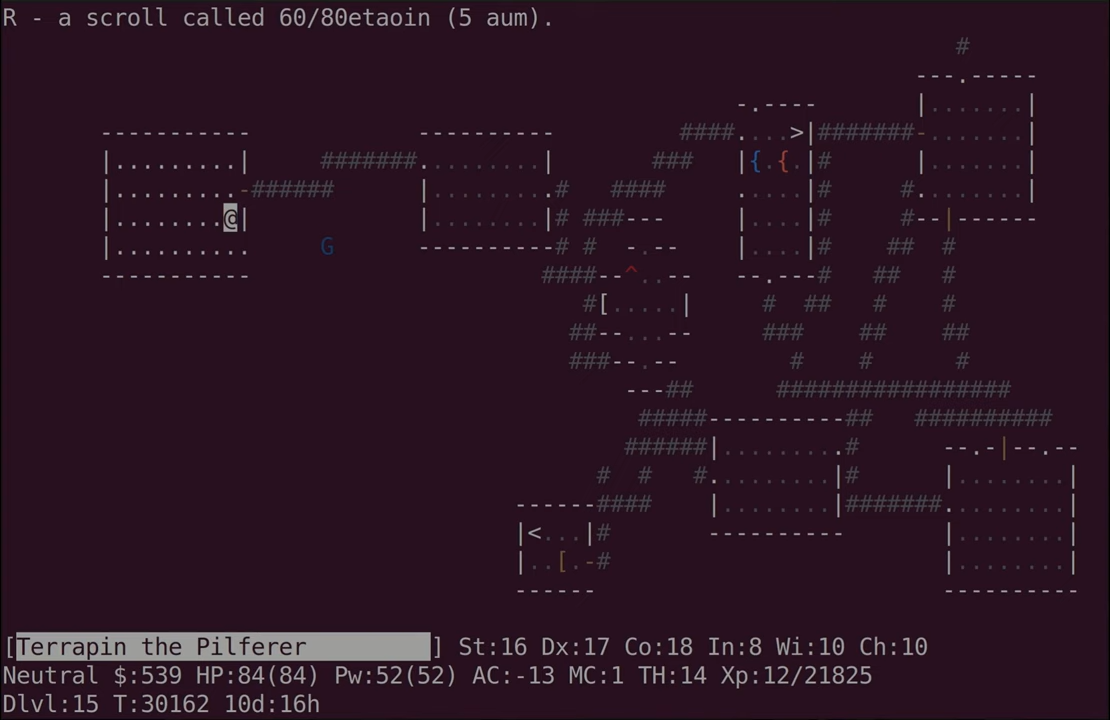 R - a scroll called 60/80etaoin (5 aum).
#
---.---
-.---- |.......|
----------- ---------- ####....>|#######-.......|
|.........| #######.........| ### |{.{.| |.......|
|.........-###### |.........# #### .....|# #........|
|........@| |........|# ###--- |....|# #--|------
|.......... G ----------# # -.-- |....|# ## #
----------- ####--^..-- --.---# ## #
#[.....| # ## # #
##--...-- ### ## ##
###--.-- # # #
---## #################
#####----------## ##########
######|........# --.-|--.--
# # #.........|# |........|
------#### |........|#######.........|
|<...|# ---------- |........|
|..[.-# |........|
------ ----------
[Terrapin the Pilferer ] St:16 Dx:17 Co:18 In:8 Wi:10 Ch:10
Neutral $:539 HP:84(84) Pw:52(52) AC:-13 MC:1 TH:14 Xp:12/21825
Dlvl:15 T:30162 10d:16h